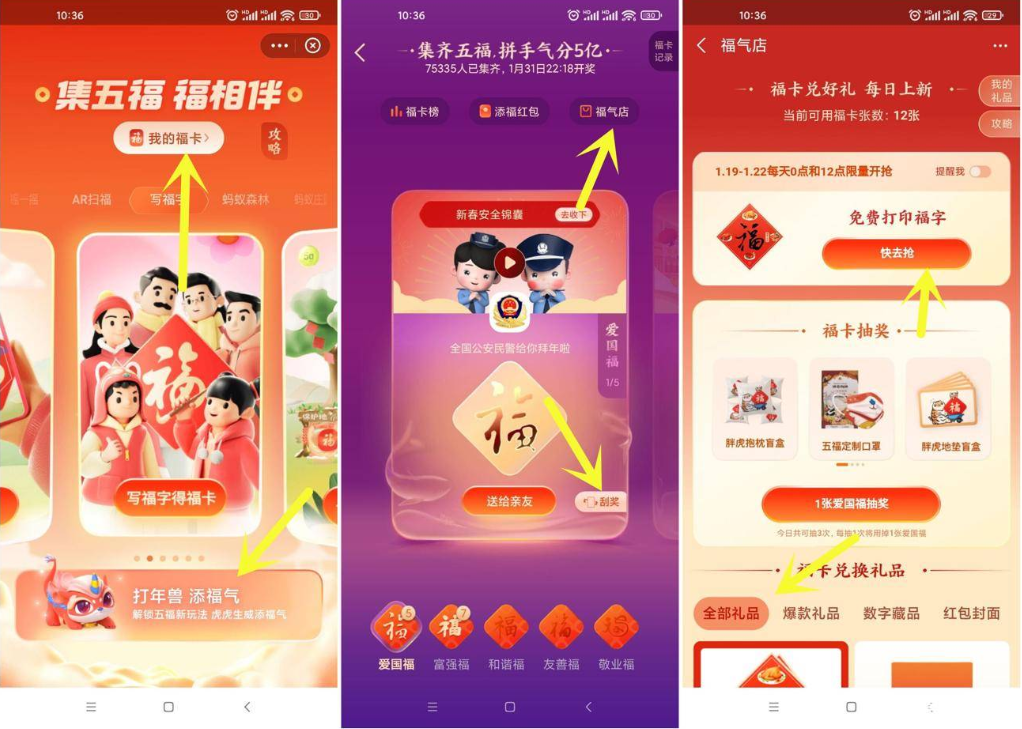 10:36
30
集五福 福相伴
我的福卡
攻略
AR扫福
写福字
蚂蚁森林
福
写福字得福卡
打年兽 添福气
解锁五福新玩法 虎虎生威添福气
10:36
30
集齐五福,拼手气分5亿
75335人已集齐，1月31日22:18开奖
福卡记录
福卡榜
添福红包
福气店
新春安全锦囊
去收下
全国公安民警给你拜年啦
爱国福
1/5
福
送给亲友
刮奖
5
7
爱国福
富强福
和谐福
友善福
敬业福
10:36
29
福气店
福卡兑好礼 每日上新
当前可用福卡张数：12张
我的礼品
攻略
1.19-1.22每天0点和12点限量开抢
提醒我
福
免费打印福字
快去抢
福卡抽奖
胖虎抱枕盲盒
五福定制口罩
胖虎地垫盲盒
1张爱国福抽奖
今日共可抽3次，每抽1次将用掉1张爱国福
福卡兑换礼品
全部礼品
爆款礼品
数字藏品
红包封面